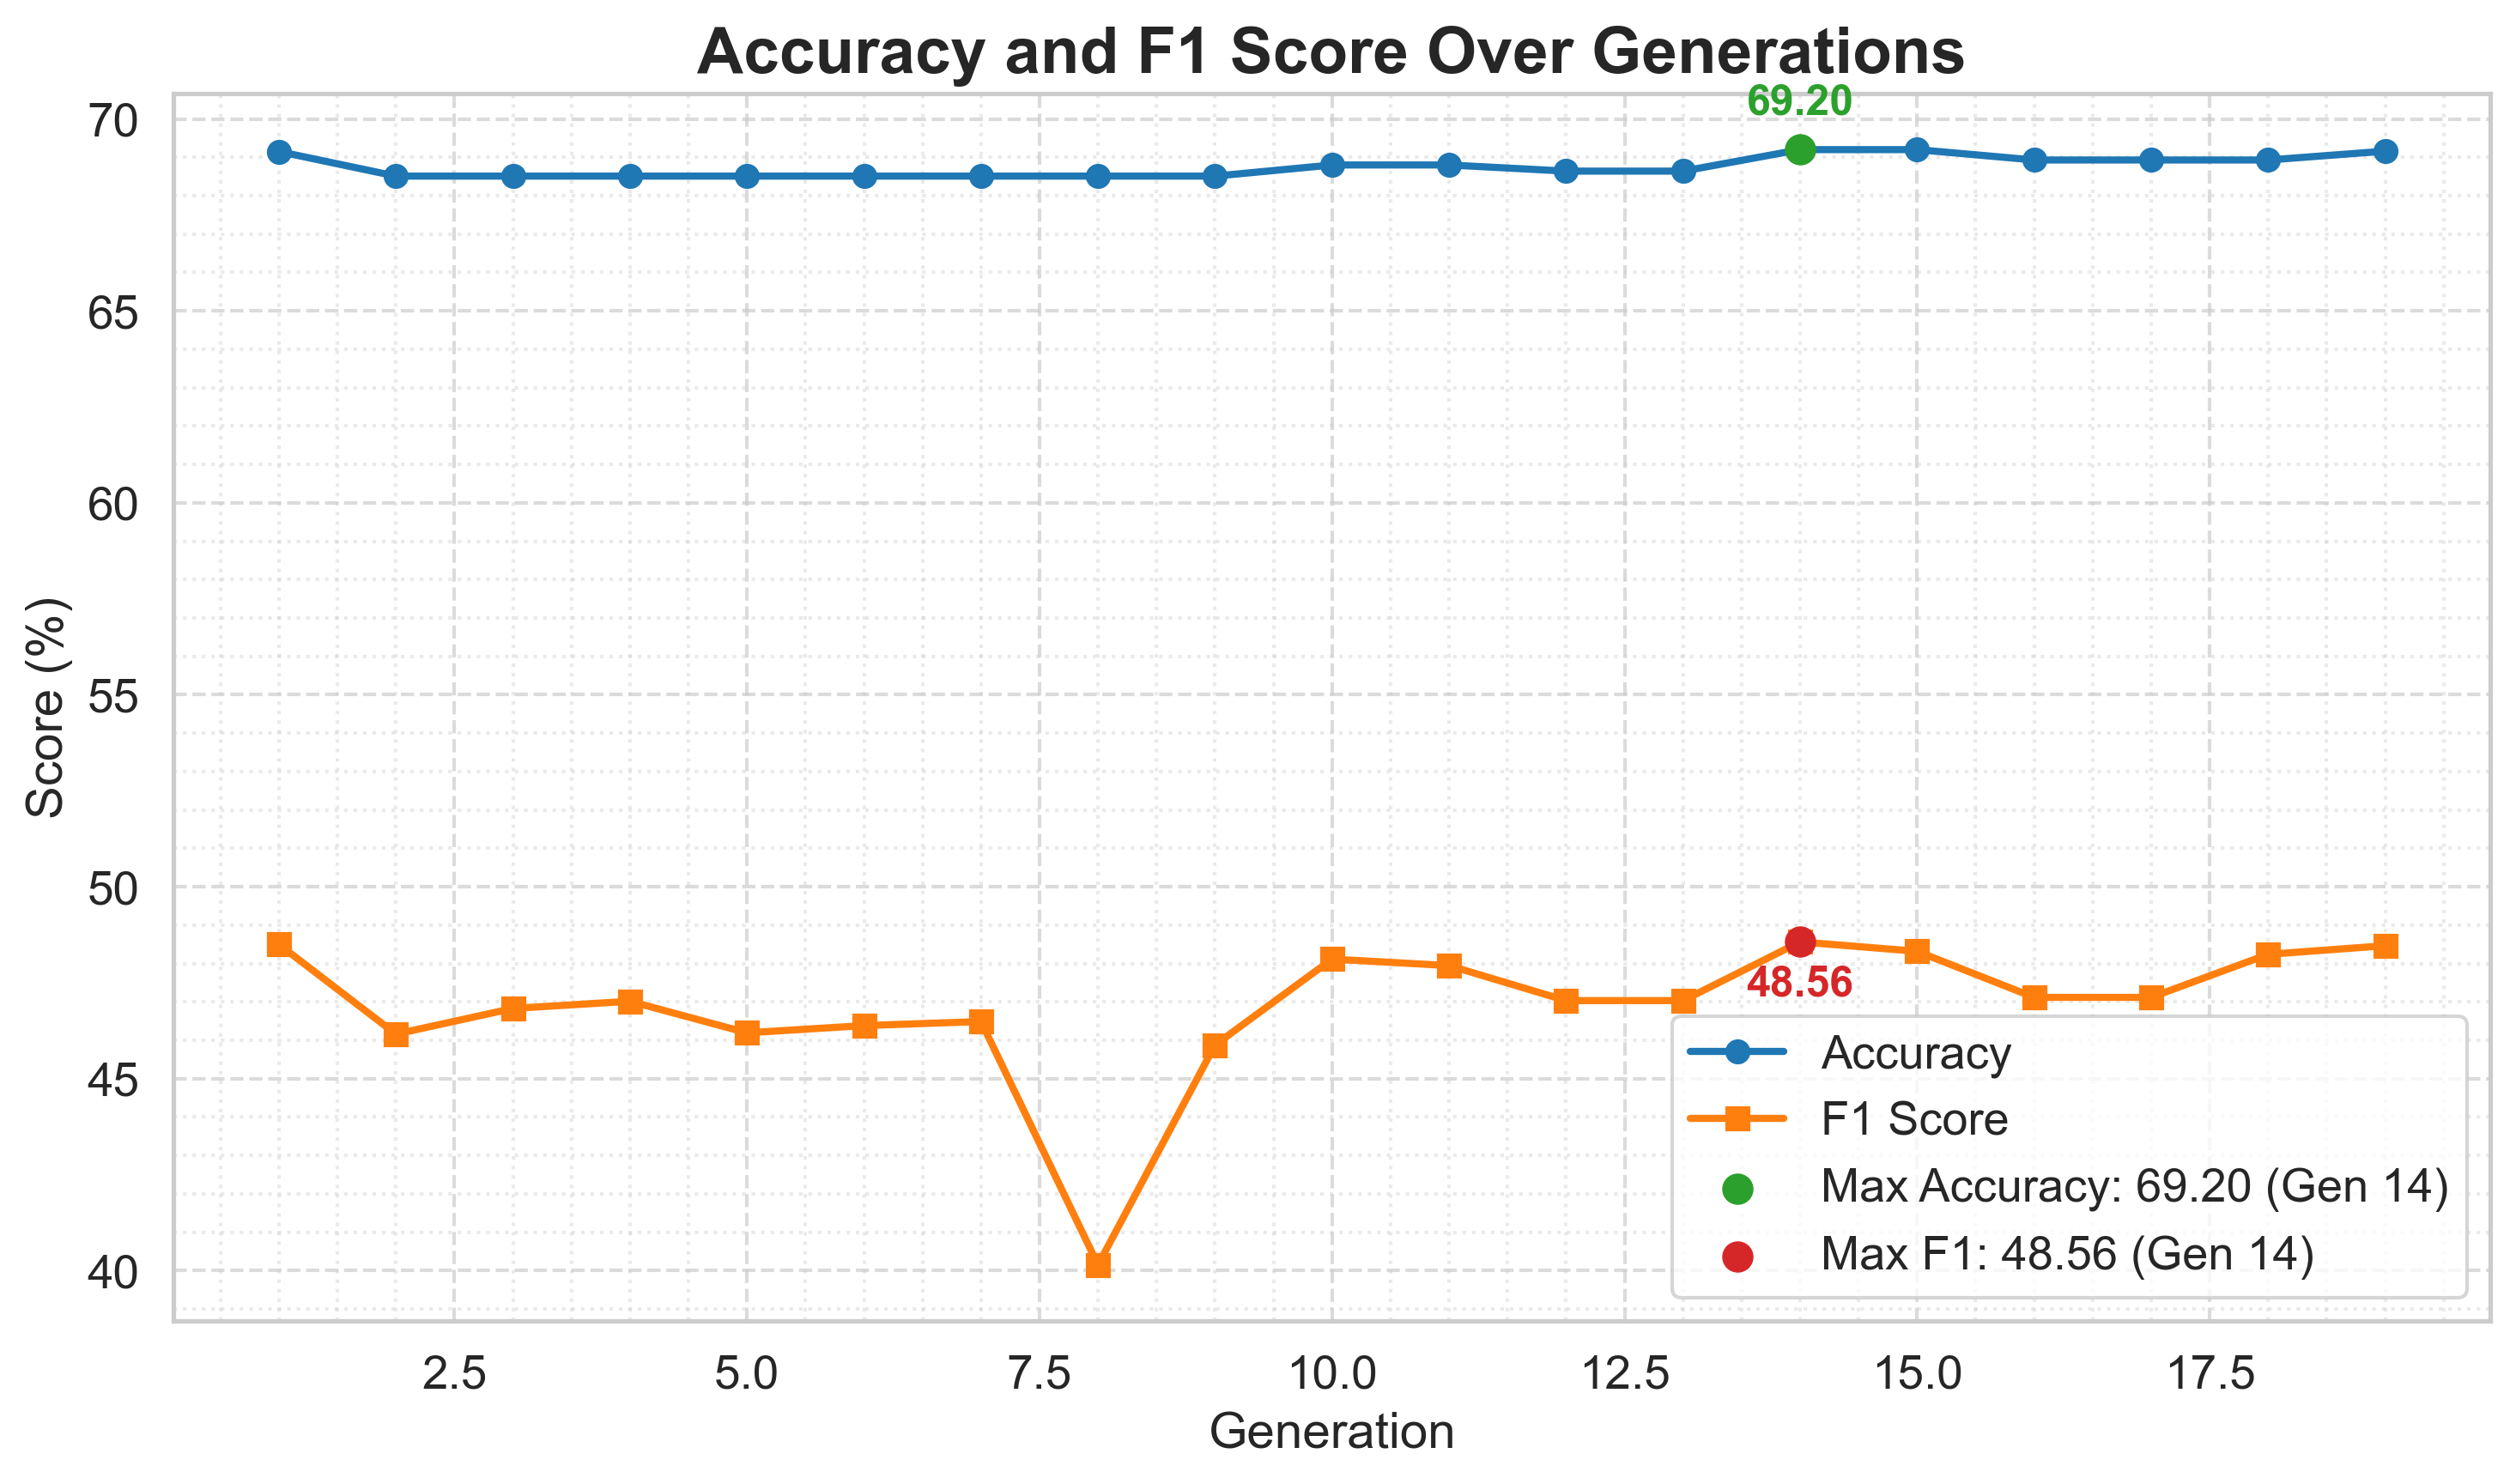 Accuracy and F1 Score Over Generations
69.20
70
65
60
55
50
45
40
Score (%)
48.56
Accuracy
F1 Score
Max Accuracy: 69.20 (Gen 14)
Max F1: 48.56 (Gen 14)
2.5 5.0 7.5 10.0 12.5 15.0 17.5
Generation